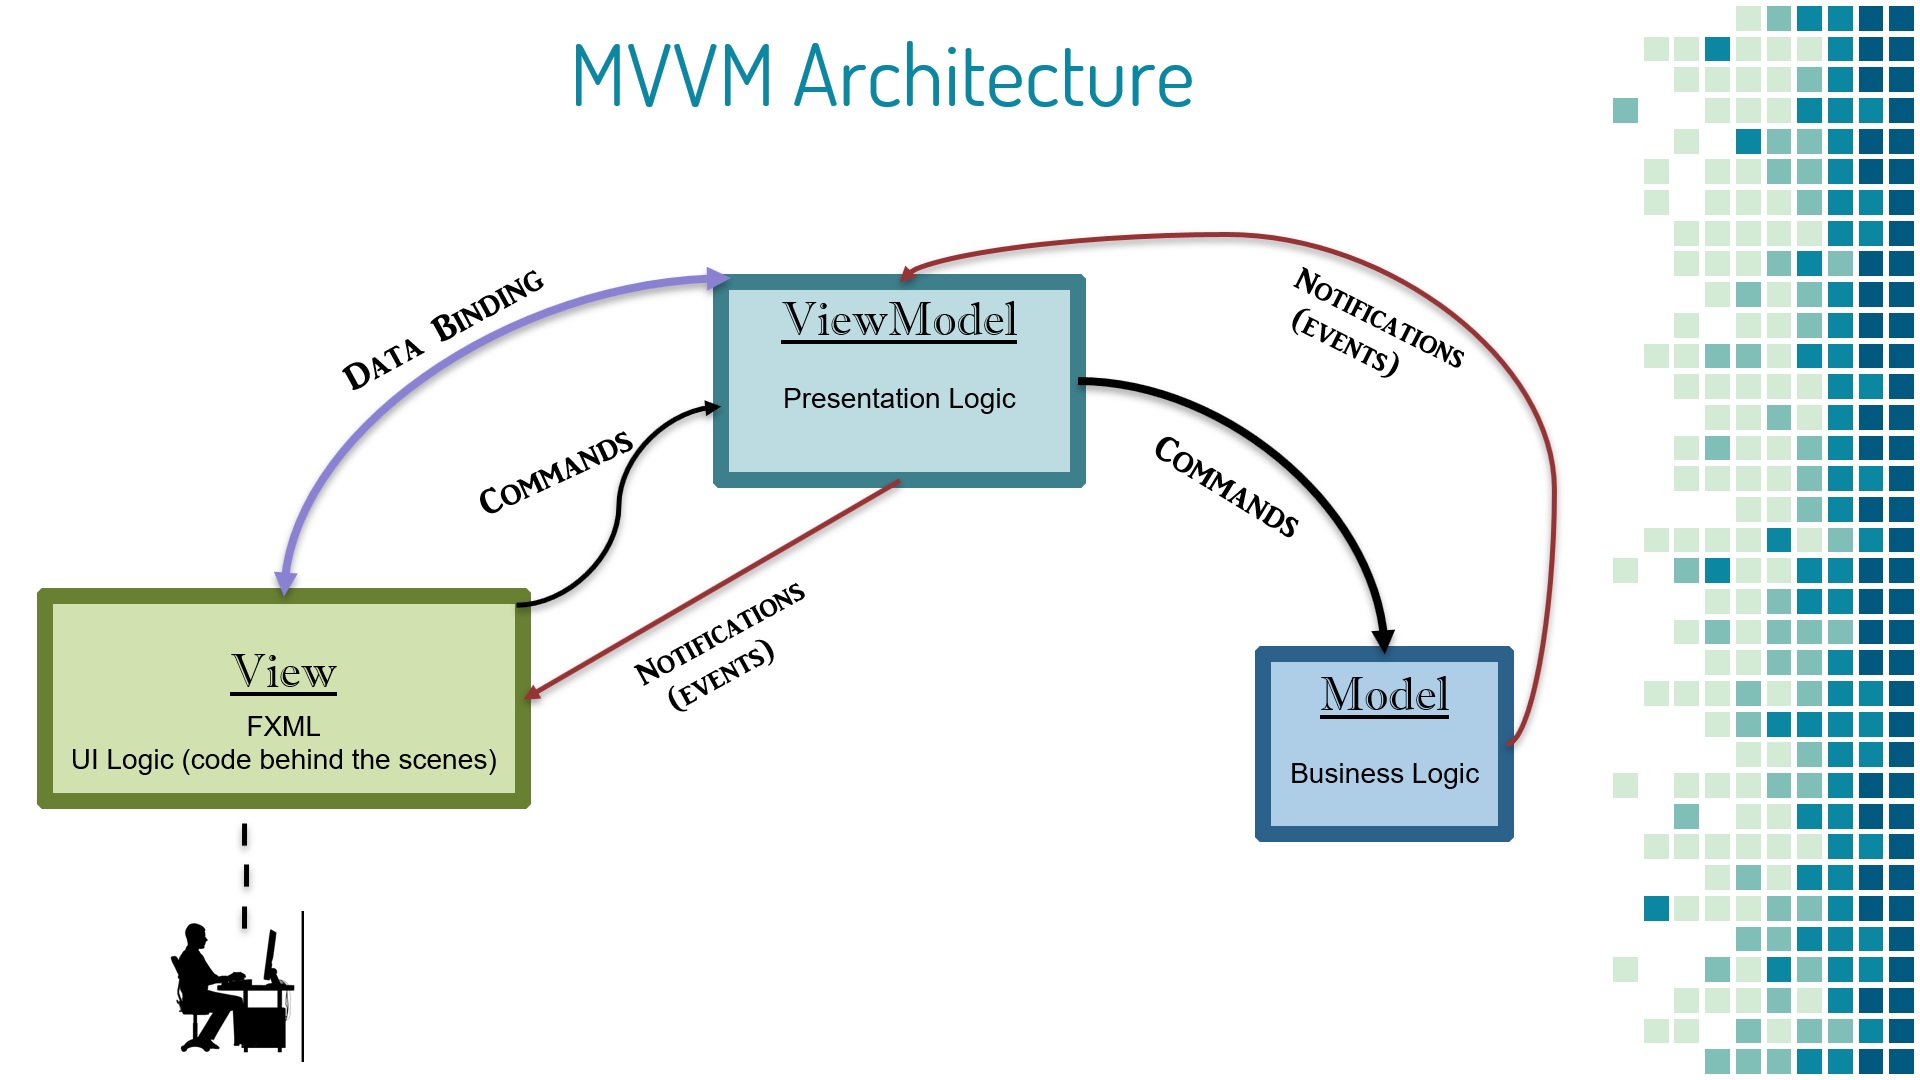 MVVM Architecture
Data Binding
Commands
ViewModel
Presentation Logic
Notifications
(events)
Commands
Notifications
(events)
View
FXML
UI Logic (code behind the scenes)
Model
Business Logic